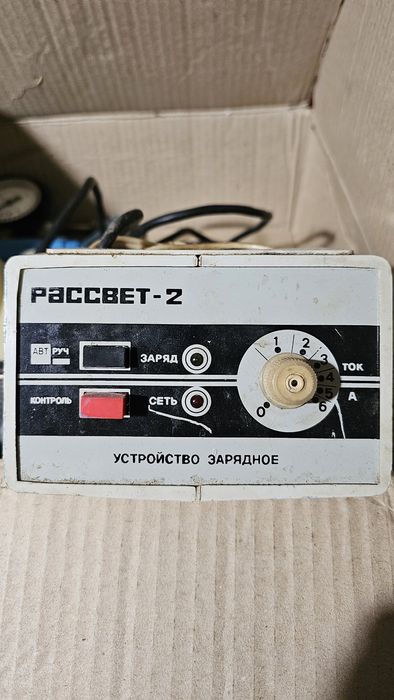 РАССВЕТ-2
АВТ РУЧ ЗАРЯД
КОНТРОЛЬ СЕТЬ
0 1 2 3 4 5 6
ТОК
А
УСТРОЙСТВО ЗАРЯДНОЕ